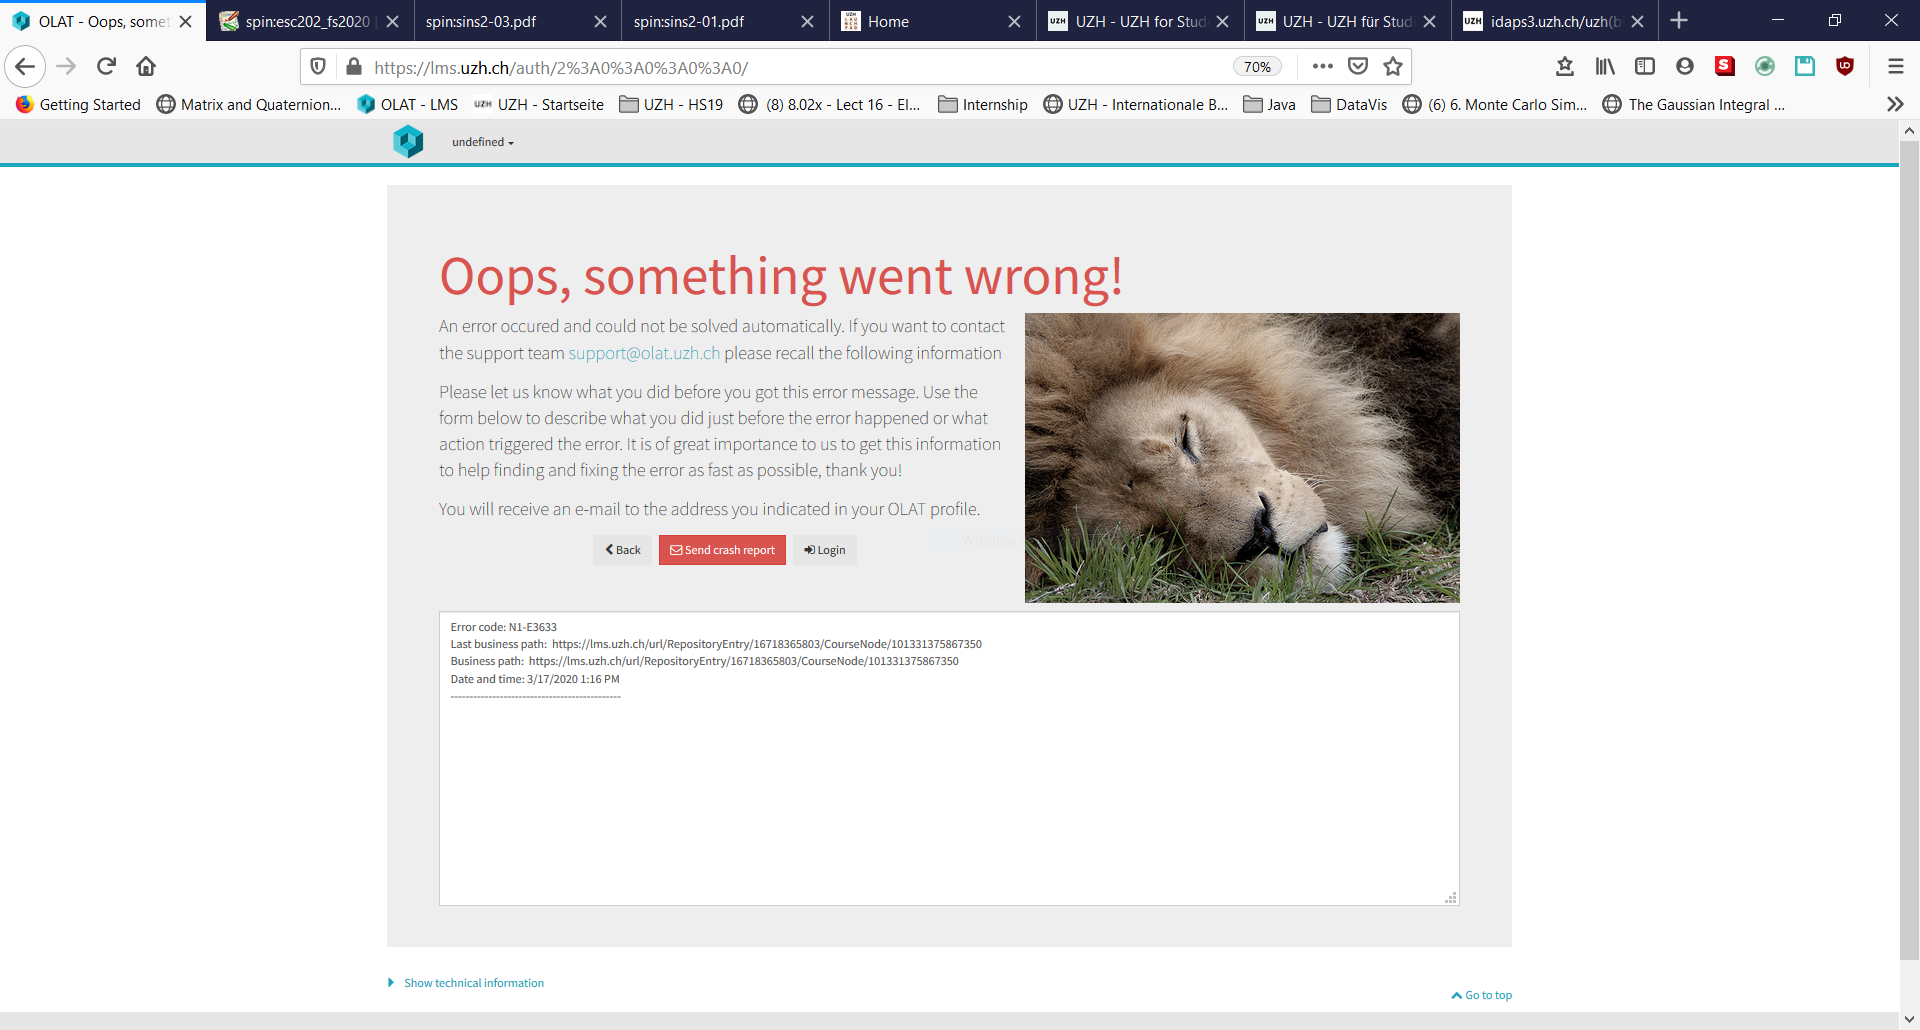 OLAT - Oops, somet
spin:esc202_fs2020
spin:sins2-03.pdf
spin:sins2-01.pdf
UZH LAUNCH PAD
Home
UZH
UZH - UZH for Stud
UZH
UZH - UZH für Stud
UZH
idaps3.uzh.ch/uzh(b
https://lms.uzh.ch/auth/2%3A0%3A0%3A0%3A0/
70%
S
Getting Started
Matrix and Quaternion...
OLAT - LMS
UZH
UZH - Startseite
UZH - HS19
(8) 8.02x - Lect 16 - El...
Internship
UZH - Internationale B...
Java
DataVis
(6) 6. Monte Carlo Sim...
The Gaussian Integral ...
undefined
Oops, something went wrong!
An error occured and could not be solved automatically. If you want to contact
the support team support@olat.uzh.ch please recall the following information
Please let us know what you did before you got this error message. Use the
form below to describe what you did just before the error happened or what
action triggered the error. It is of great importance to us to get this information
to help finding and fixing the error as fast as possible, thank you!
You will receive an e-mail to the address you indicated in your OLAT profile.
Window
Back
Send crash report
Login
Error code: N1-E3633
Last business path: https://lms.uzh.ch/url/RepositoryEntry/16718365803/CourseNode/101331375867350
Business path: https://lms.uzh.ch/url/RepositoryEntry/16718365803/CourseNode/101331375867350
Date and time: 3/17/2020 1:16 PM
----------------------------------------------
Show technical information
Go to top